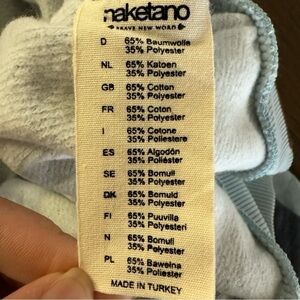 naketano
BRAVE NEW WORD
D 65% Baumwolle
35% Polyester
NL 65% Katoen
35% Polyester
GB 65% Cotton
35% Polyester
FR 65% Coton
35% Polyester
I 65% Cotone
35% Poliestere
ES 65% Algodón
35% Poliéster
SE 65% Bomull
35% Polyester
DK 65% Bomuld
35% Polyester
FI 65% Puuvilla
35% Polyesteri
N 65% Bomull
35% Polyester
PL 65% Bawełna
35% Poliester
MADE IN TURKEY